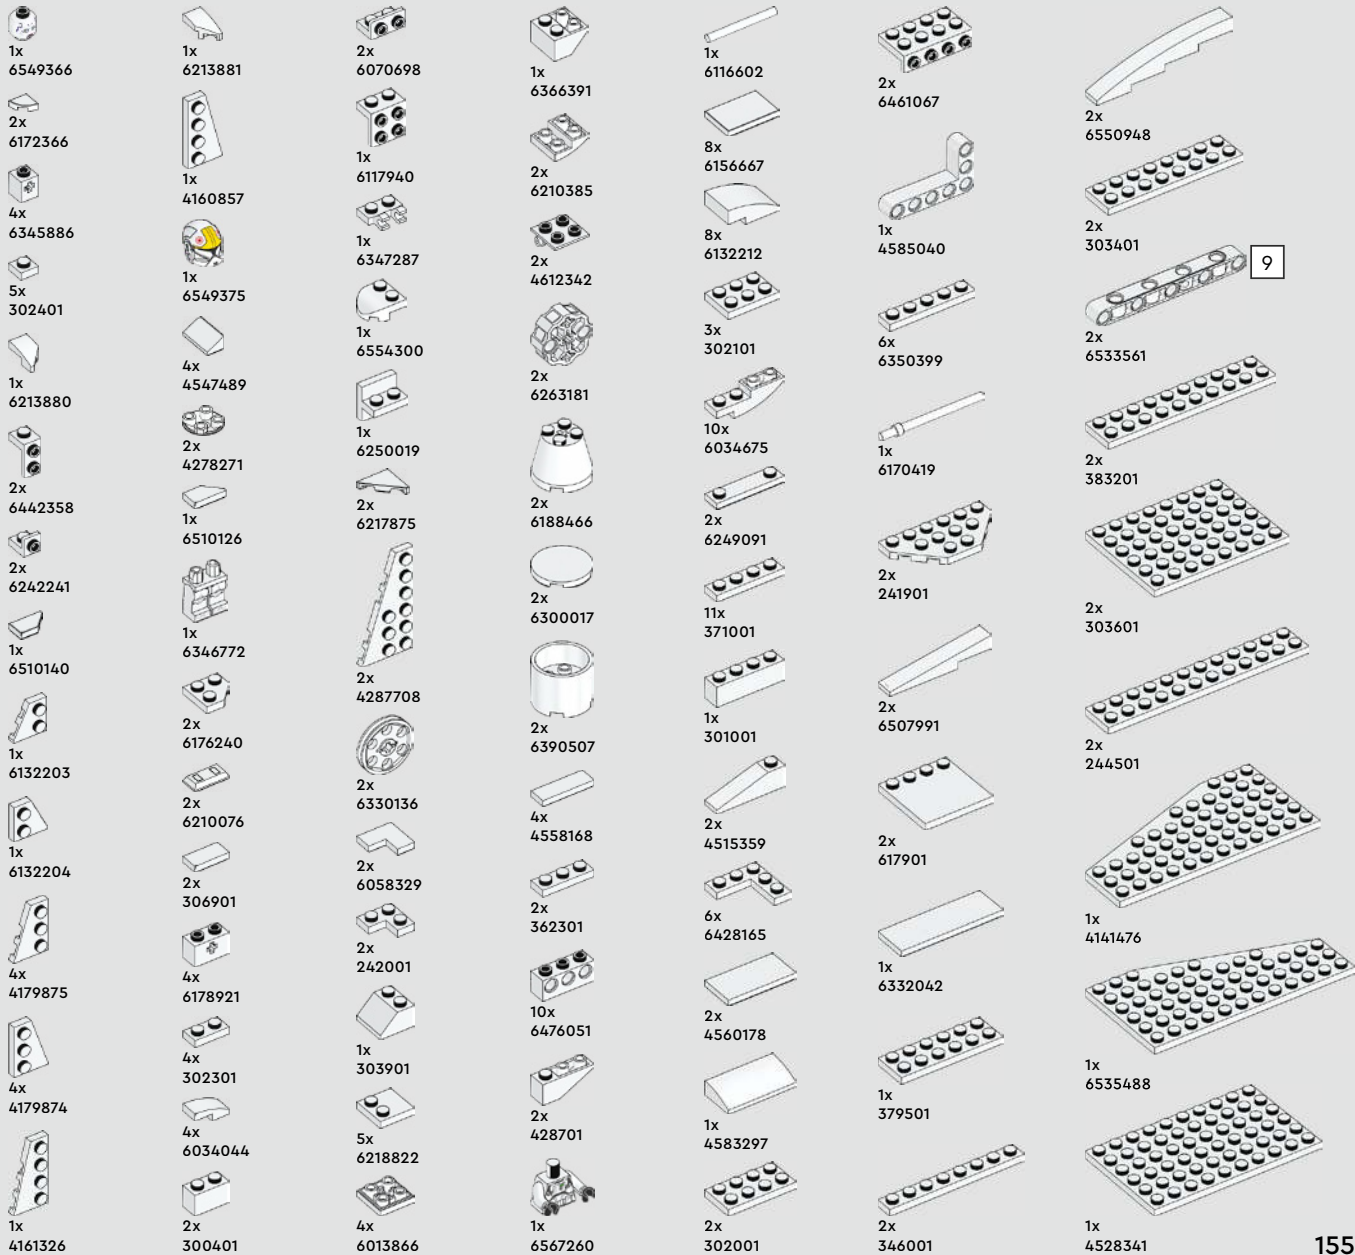 1x
6549366
2x
6172366
4x
6345886
5x
302401
1x
6213880
2x
6442358
2x
6242241
1x
6510140
1x
6132203
1x
6132204
4x
4179875
4x
4179874
1x
4161326
1x
6213881
1x
4160857
1x
6549375
4x
4547489
2x
4278271
1x
6510126
1x
6346772
2x
6176240
2x
6210076
2x
306901
4x
6178921
4x
302301
4x
6034044
2x
300401
2x
6070698
1x
6117940
1x
6347287
1x
6554300
1x
6250019
2x
6217875
2x
4287708
2x
6330136
2x
6058329
2x
242001
1x
303901
5x
6218822
4x
6013866
1x
6366391
2x
6210385
2x
4612342
2x
6263181
2x
6188466
2x
6300017
2x
6390507
4x
4558168
2x
362301
10x
6476051
2x
428701
1x
6567260
1x
6116602
8x
6156667
8x
6132212
3x
302101
10x
6034675
2x
6249091
11x
371001
1x
301001
2x
4515359
6x
6428165
2x
4560178
1x
4583297
2x
302001
2x
6461067
1x
4585040
6x
6350399
1x
6170419
2x
241901
2x
6507991
2x
617901
1x
6332042
1x
379501
2x
346001
2x
6550948
2x
303401
9
2x
6533561
2x
383201
2x
303601
2x
244501
1x
4141476
1x
6535488
1x
4528341
155